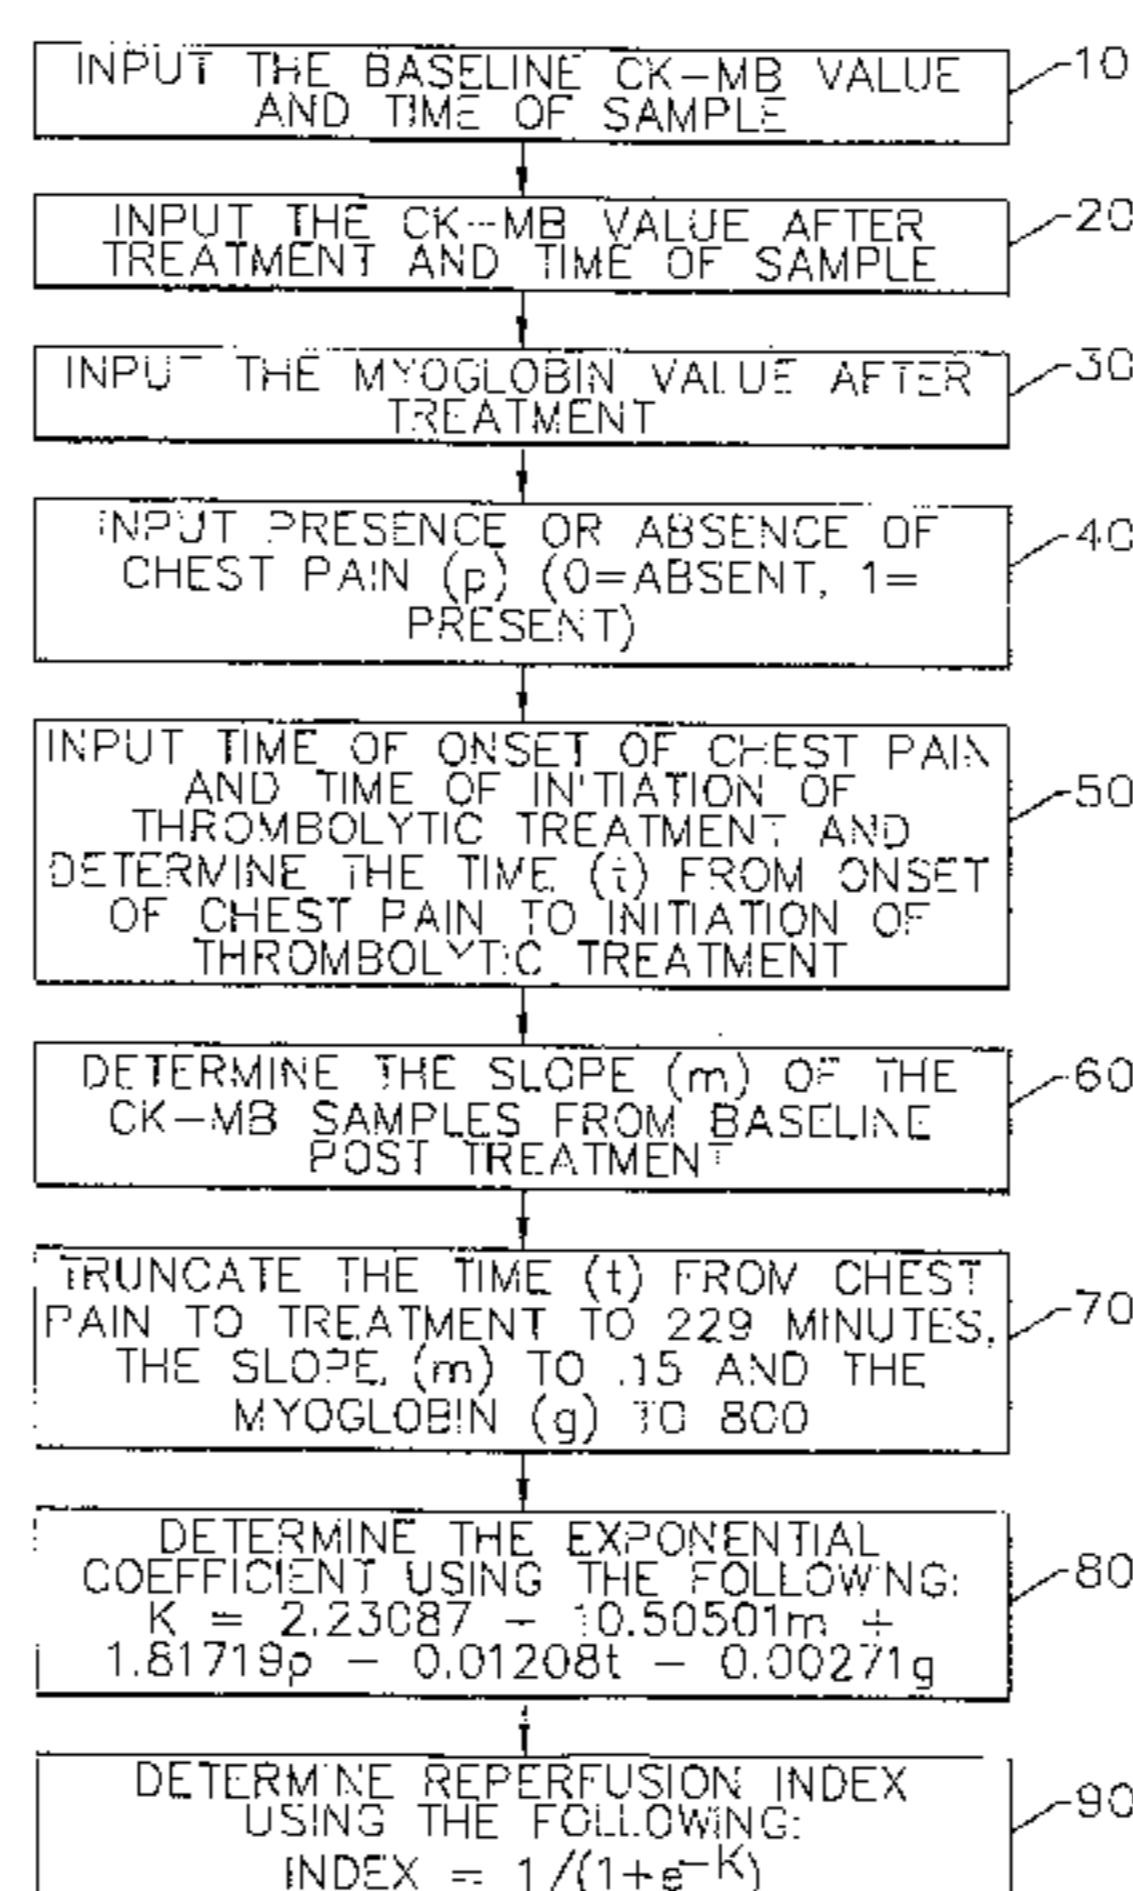 INPUT THE BASELINE CK-MB VALUE
AND TIME OF SAMPLE
10
INPUT THE CK-MB VALUE AFTER
TREATMENT AND TIME OF SAMPLE
20
INPUT THE MYOGLOBIN VALUE AFTER
TREATMENT
30
INPUT PRESENCE OR ABSENCE OF
CHEST PAIN (p) (0=ABSENT, 1=
PRESENT)
40
INPUT TIME OF ONSET OF CHEST PAIN
AND TIME OF INITIATION OF
THROMBOLYTIC TREATMENT AND
DETERMINE THE TIME (t) FROM ONSET
OF CHEST PAIN TO INITIATION OF
THROMBOLYTIC TREATMENT
50
DETERMINE THE SLOPE (m) OF THE
CK-MB SAMPLES FROM BASELINE
POST TREATMENT
60
TRUNCATE THE TIME (t) FROM CHEST
PAIN TO TREATMENT TO 229 MINUTES,
THE SLOPE, (m) TO .15 AND THE
MYOGLOBIN (g) TO 800
70
DETERMINE THE EXPONENTIAL
COEFFICIENT USING THE FOLLOWING:
K = 2.23087 - 10.50501m +
1.81719p - 0.01208t - 0.00271g
80
DETERMINE REPERFUSION INDEX
USING THE FOLLOWING:
INDEX = 1/(1+e-K)
90